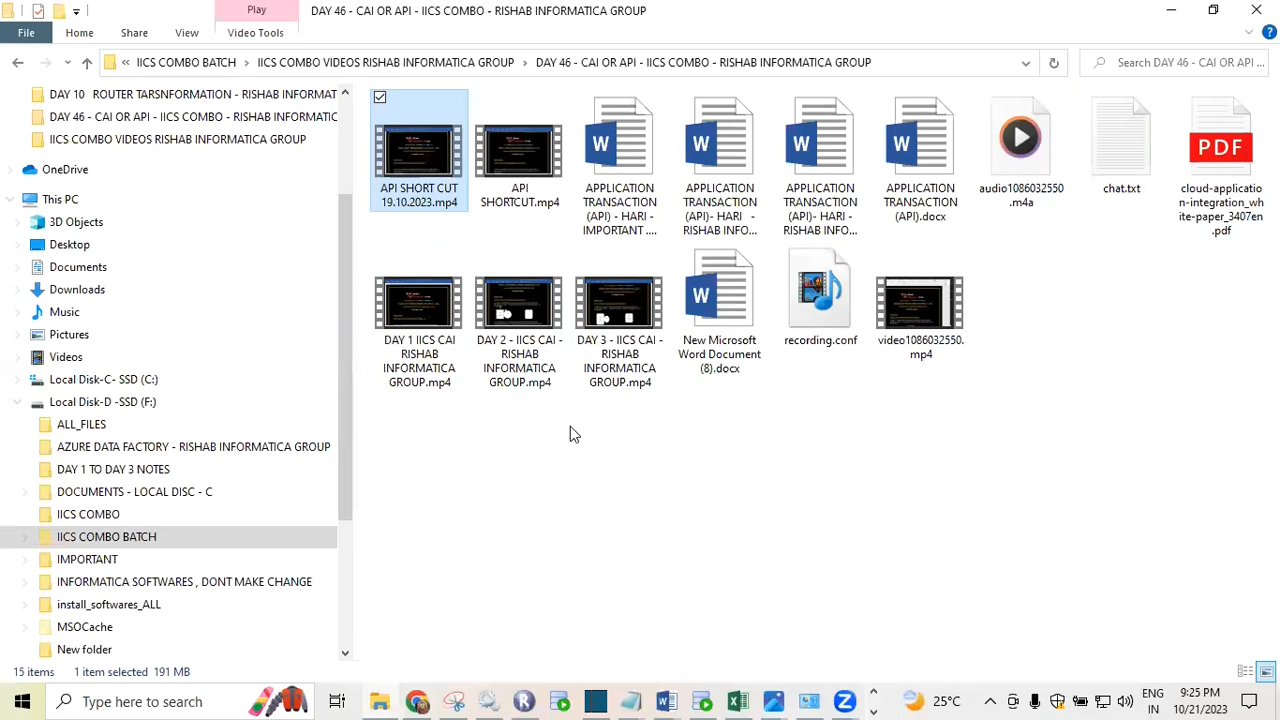 Play
DAY 46 - CAI OR API - IICS COMBO - RISHAB INFORMATICA GROUP
File
Home
Share
View
Video Tools
IICS COMBO BATCH
IICS COMBO VIDEOS RISHAB INFORMATICA GROUP
DAY 46 - CAI OR API - IICS COMBO - RISHAB INFORMATICA GROUP
Search DAY 46 - CAI OR API ...
DAY 10 ROUTER TARSNFORMATION - RISHAB INFORMAT
DAY 46 - CAI OR API - IICS COMBO - RISHAB INFORMATIC
IICS COMBO VIDEOS RISHAB INFORMATICA GROUP
OneDrive
This PC
3D Objects
Desktop
Documents
Downloads
Music
Pictures
Videos
Local Disk-C- SSD (C:)
Local Disk-D -SSD (F:)
ALL_FILES
AZURE DATA FACTORY - RISHAB INFORMATICA GROUP
DAY 1 TO DAY 3 NOTES
DOCUMENTS - LOCAL DISC - C
IICS COMBO
IICS COMBO BATCH
IMPORTANT
INFORMATICA SOFTWARES , DONT MAKE CHANGE
install_softwares_ALL
MSOCache
New folder
API SHORT CUT
19.10.2023.mp4
API
SHORTCUT.mp4
APPLICATION
TRANSACTION
(API) - HARI -
IMPORTANT ....
APPLICATION
TRANSACTION
(API)- HARI -
RISHAB INFO...
APPLICATION
TRANSACTION
(API)- HARI -
RISHAB INFO...
APPLICATION
TRANSACTION
(API).docx
audio1086032550
.m4a
chat.txt
PDF
cloud-applicatio
n-integration_wh
ite-paper_3407en
.pdf
DAY 1 IICS CAI
RISHAB
INFORMATICA
GROUP.mp4
DAY 2 - IICS CAI -
RISHAB
INFORMATICA
GROUP.mp4
DAY 3 - IICS CAI -
RISHAB
INFORMATICA
GROUP.mp4
New Microsoft
Word Document
(8).docx
recording.conf
video1086032550.
mp4
15 items
1 item selected 191 MB
Type here to search
25°C
ENG
IN
9:25 PM
10/21/2023